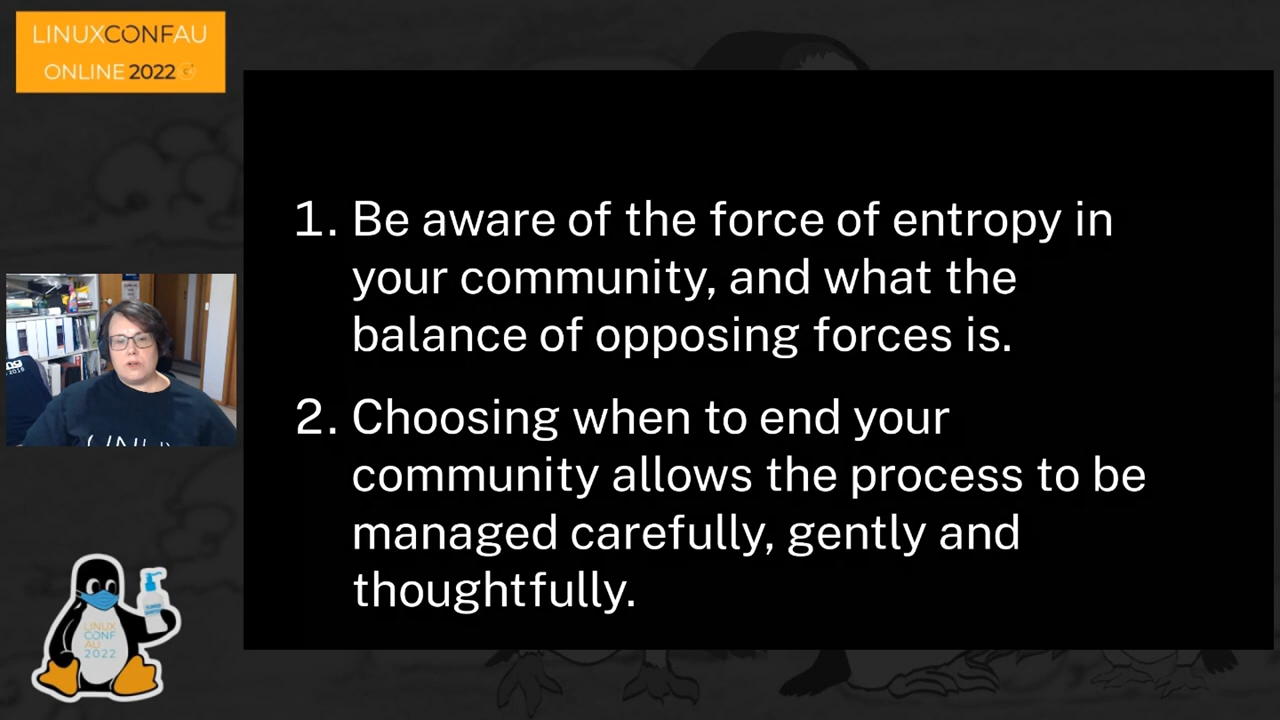 LINUXCONFAU
ONLINE 2022
1. Be aware of the force of entropy in
your community, and what the
balance of opposing forces is.
2. Choosing when to end your
community allows the process to be
managed carefully, gently and
thoughtfully.
LINUX
CONF
AU
2022